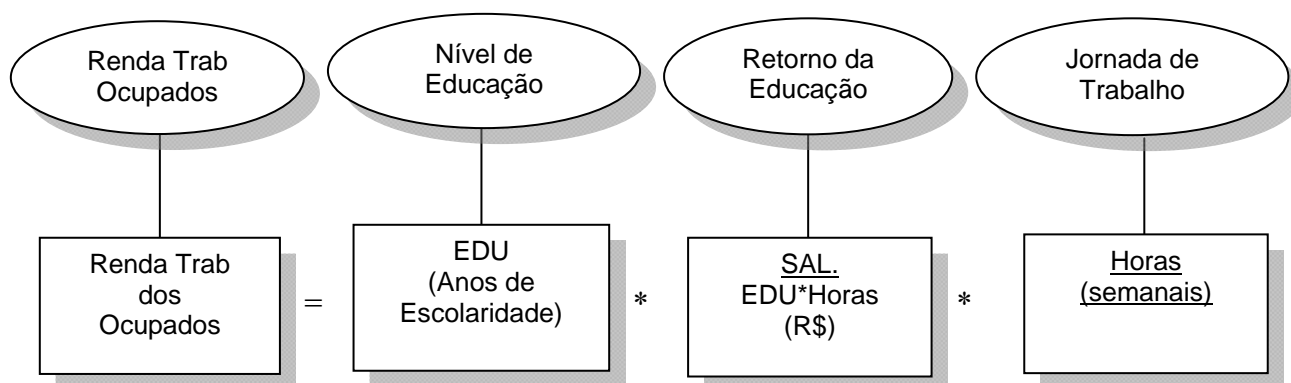 Renda Trab
Ocupados
Nível de
Educação
Retorno da
Educação
Jornada de
Trabalho
Renda Trab
dos
Ocupados
=
EDU
(Anos de
Escolaridade)
*
SAL.
EDU*Horas
(R$)
*
Horas
(semanais)